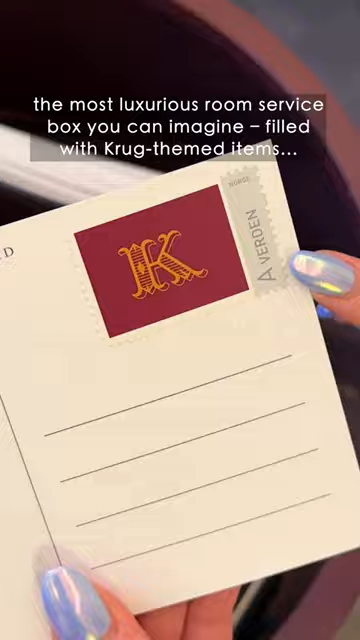 the most luxurious room service
box you can imagine – filled
with Krug-themed items...
NORGE
A VERDEN
K
D